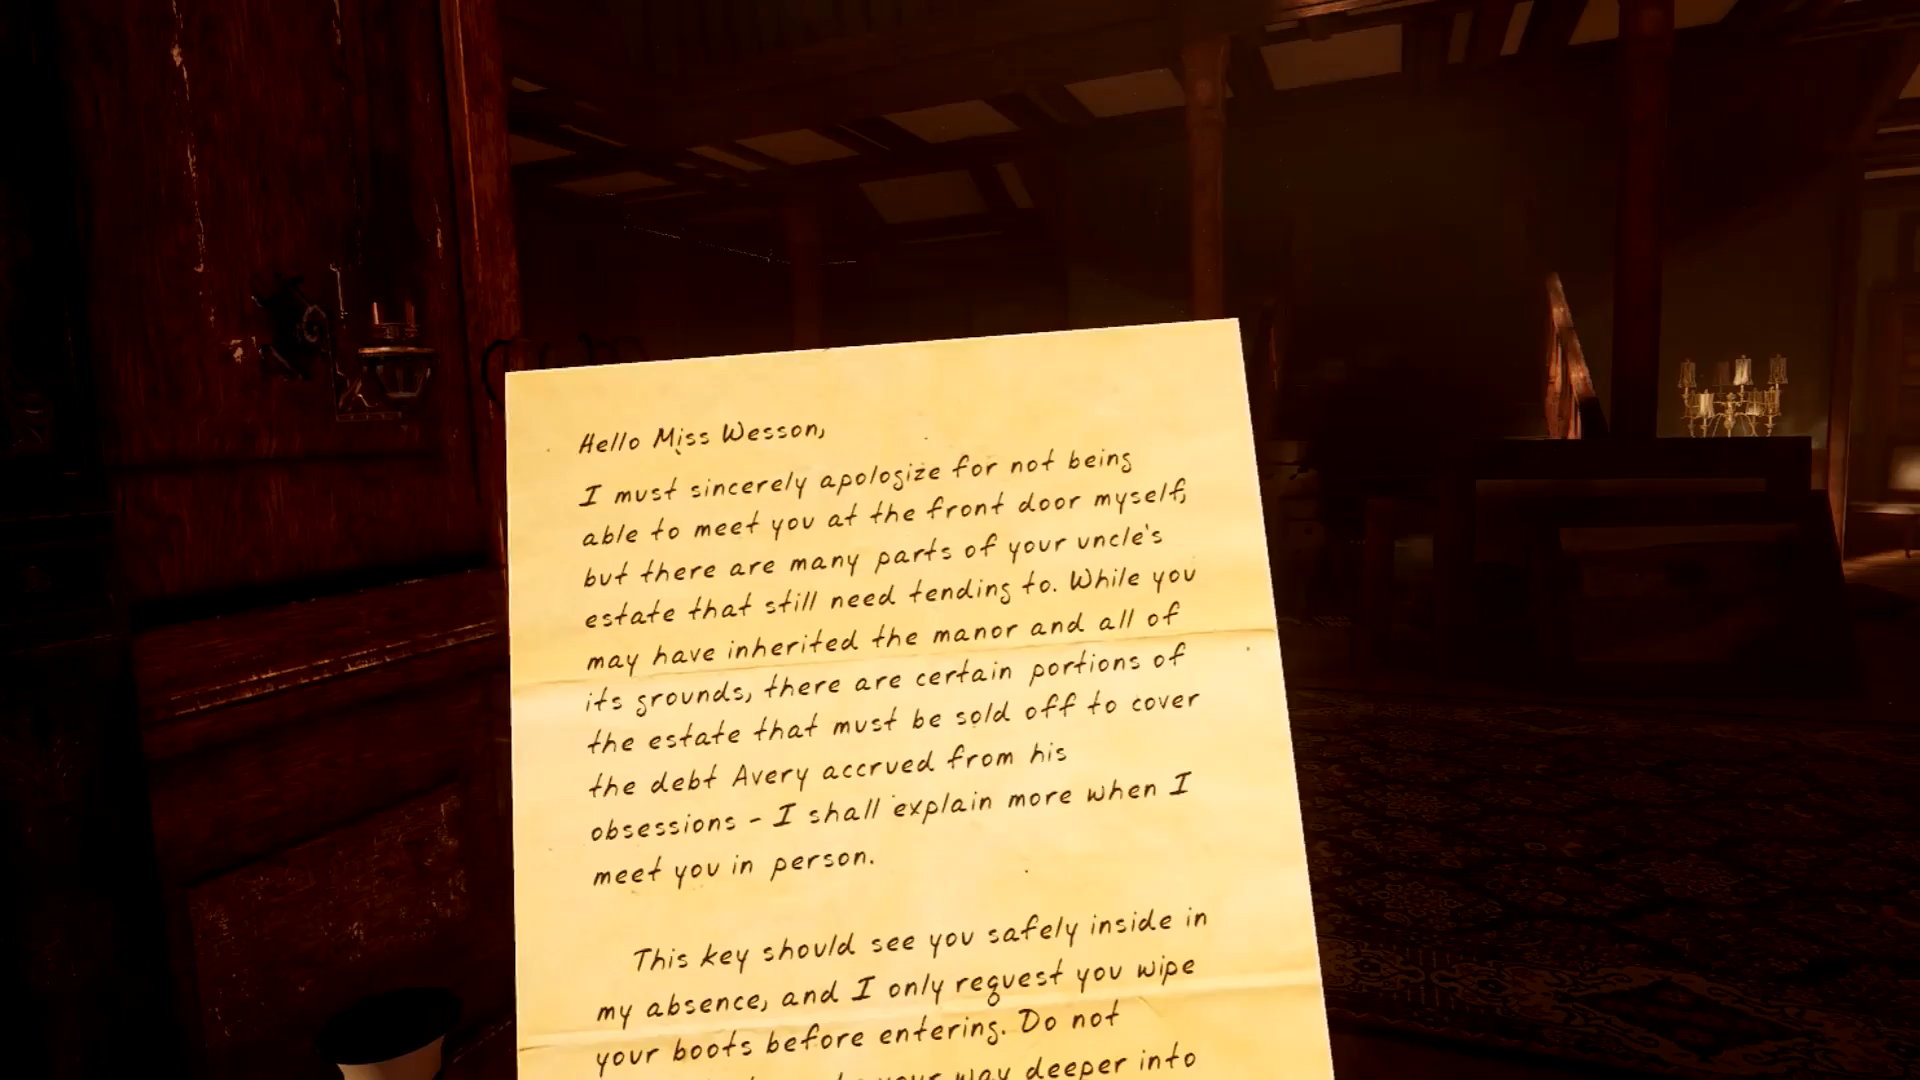 Hello Miss Wesson,
I must sincerely apologize for not being
able to meet you at the front door myself,
but there are many parts of your uncle's
estate that still need tending to. While you
may have inherited the manor and all of
its grounds, there are certain portions of
the estate that must be sold off to cover
the debt Avery accrued from his
obsessions - I shall explain more when I
meet you in person.
This key should see you safely inside in
my absence, and I only request you wipe
your boots before entering. Do not
your way deeper into